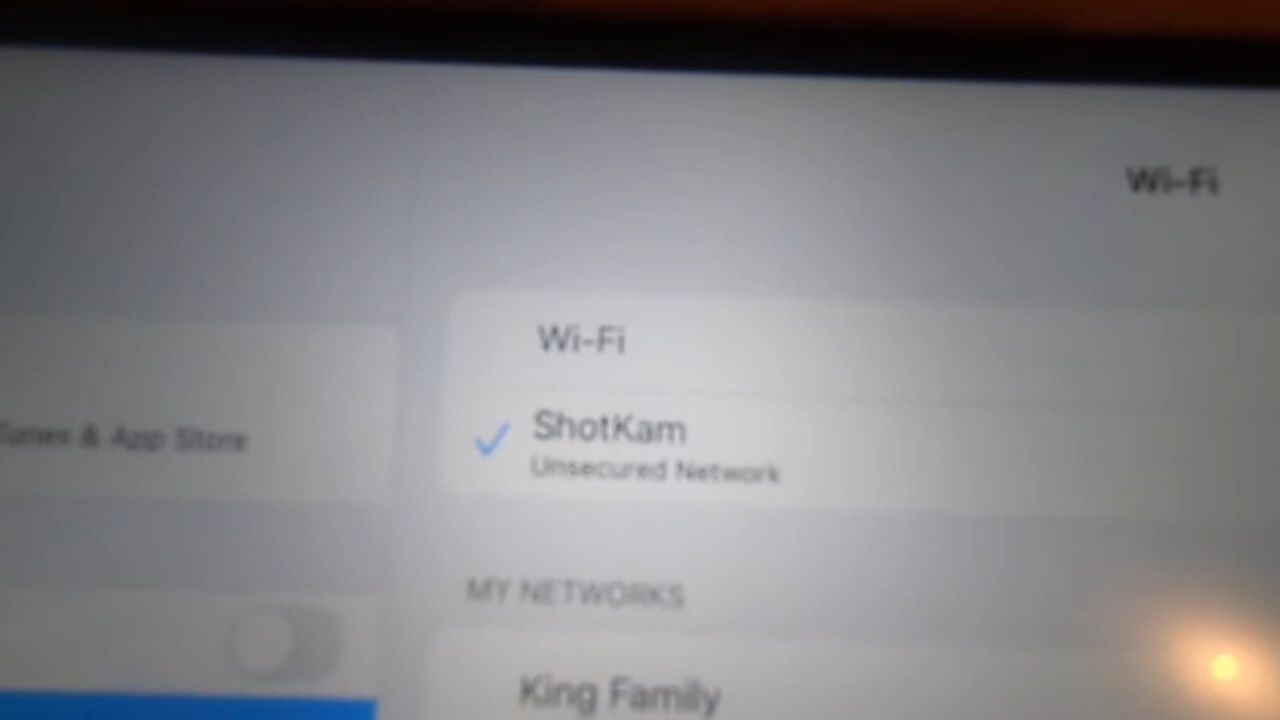 Wi-Fi
Wi-Fi
ShotKam
Unsecured Network
Tunes & App Store
MY NETWORKS
King Family